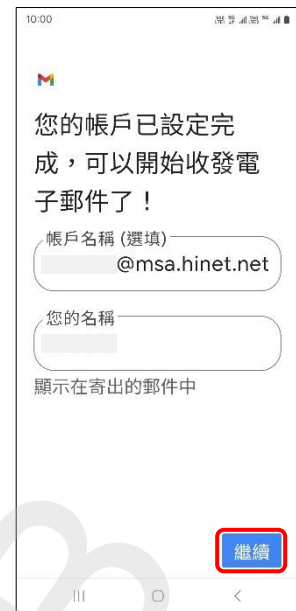 10:00
您的帳戶已設定完
成，可以開始收發電
子郵件了！
帳戶名稱 (選填)
@msa.hinet.net
您的名稱
顯示在寄出的郵件中
繼續